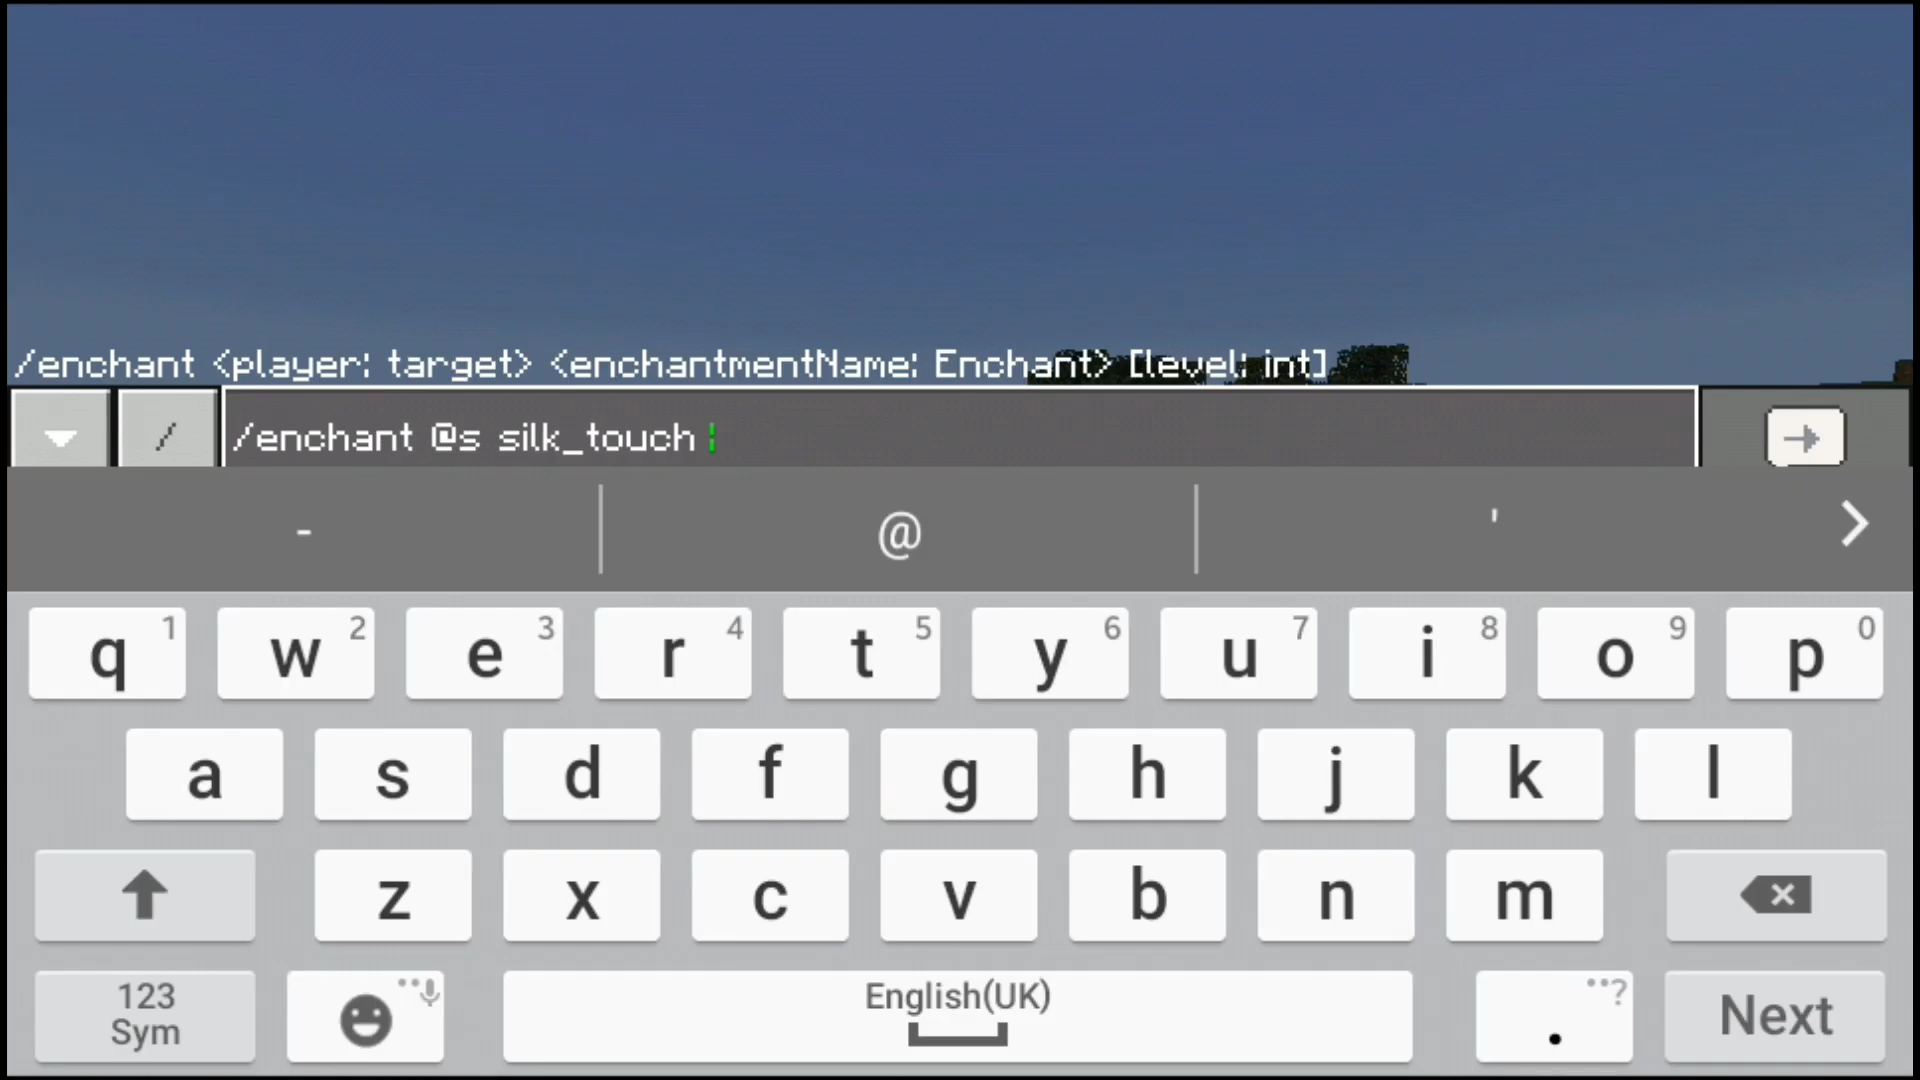 /enchant <player: target> <enchantmentName: Enchant> [level: int]
/ /enchant @s silk_touch
- @ '
q 1 w 2 e 3 r 4 t 5 y 6 u 7 i 8 o 9 p 0
a s d f g h j k l
z x c v b n m
123
Sym
English(UK)
. ?
Next